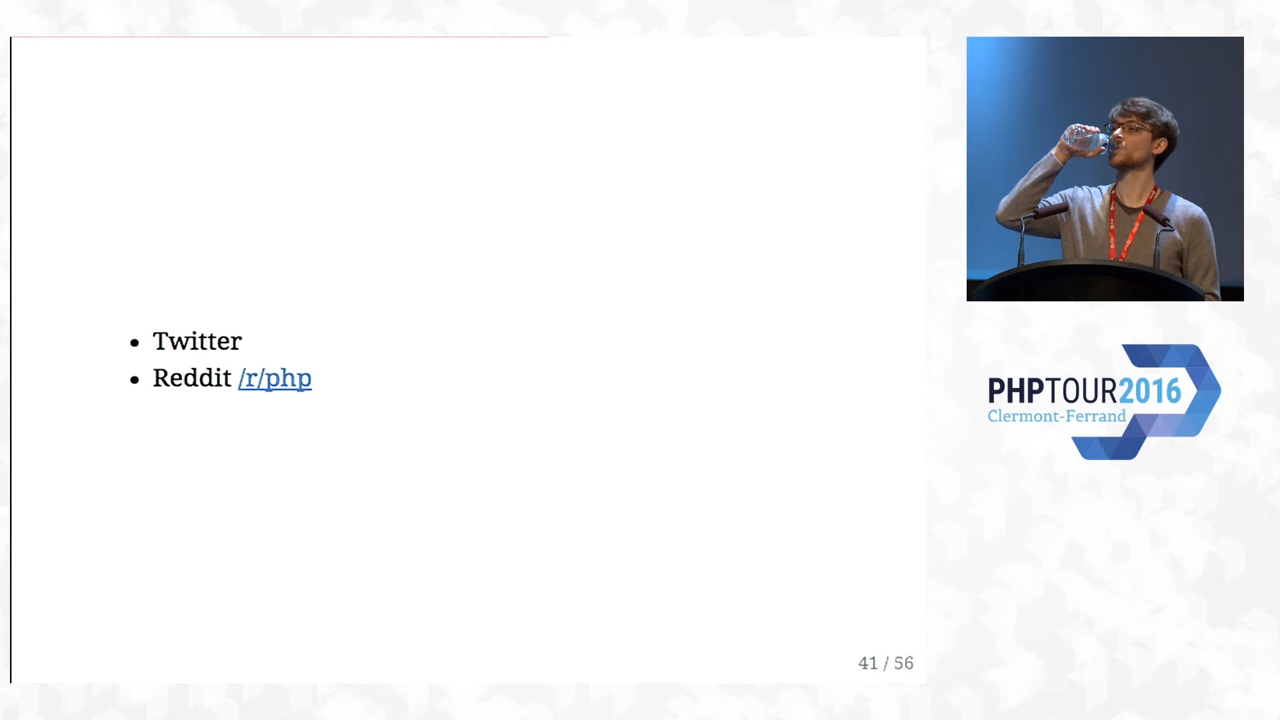 • Twitter
• Reddit /r/php
41 / 56
PHPTOUR2016
Clermont-Ferrand